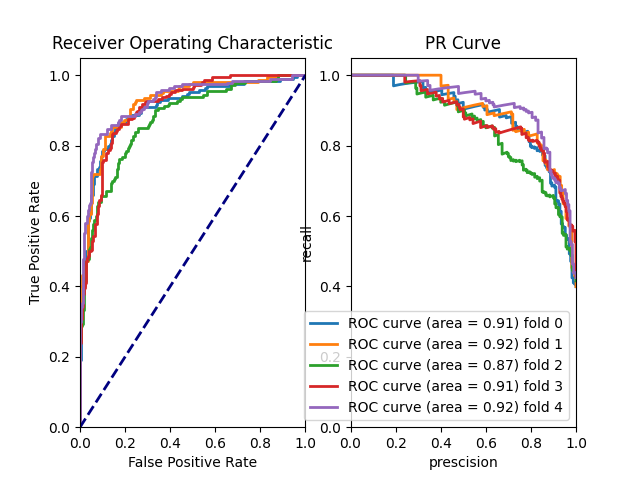 Receiver Operating Characteristic
PR Curve
1.0
0.8
0.6
0.4
0.2
0.0
True Positive Rate
0.0 0.2 0.4 0.6 0.8 1.0
False Positive Rate
1.0
0.8
0.6
0.4
0.2
0.0
recall
0.0 0.2 0.4 0.6 0.8 1.0
prescision
ROC curve (area = 0.91) fold 0
ROC curve (area = 0.92) fold 1
ROC curve (area = 0.87) fold 2
ROC curve (area = 0.91) fold 3
ROC curve (area = 0.92) fold 4